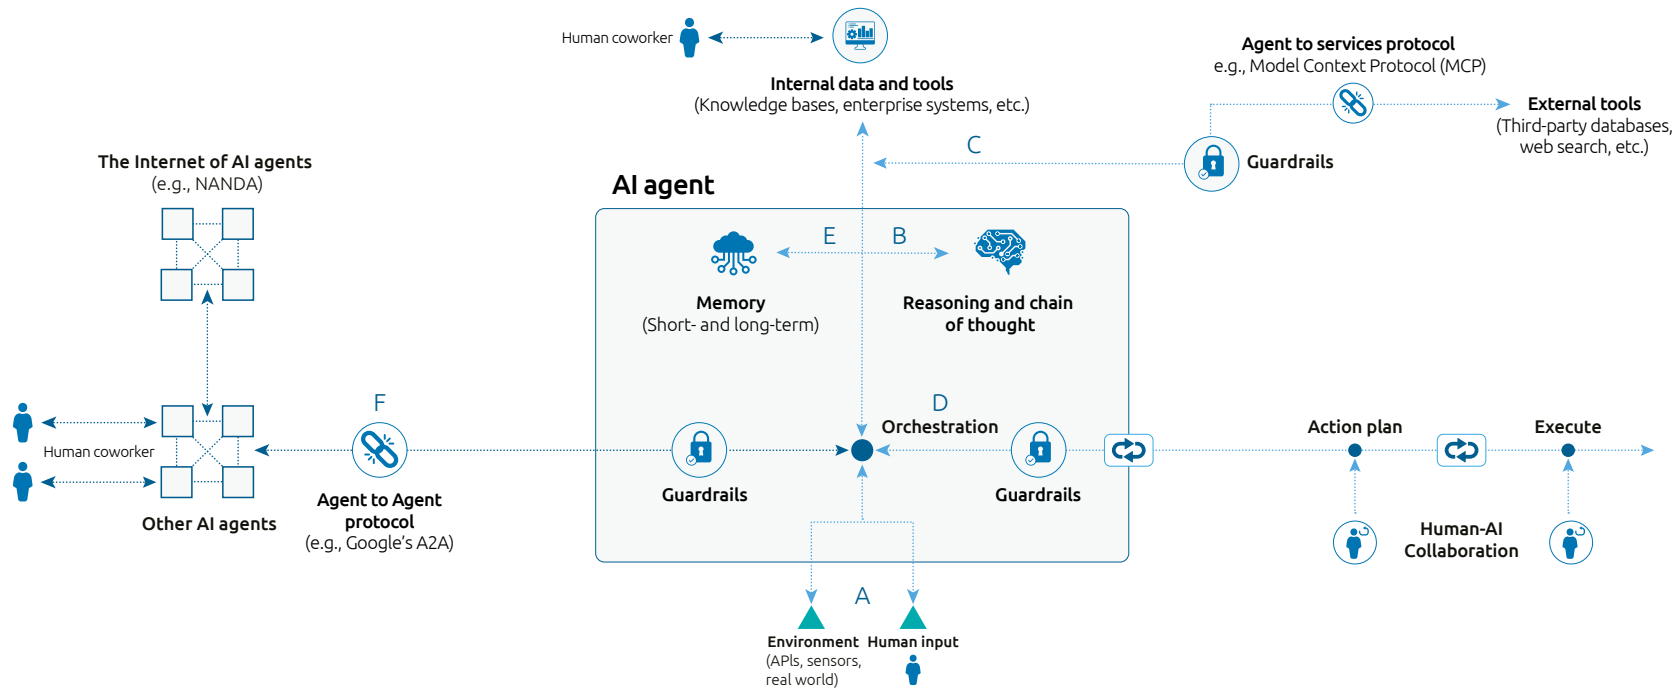 Human coworker
Internal data and tools
(Knowledge bases, enterprise systems, etc.)
Agent to services protocol
e.g., Model Context Protocol (MCP)
External tools
(Third-party databases,
web search, etc.)
C
Guardrails
The Internet of AI agents
(e.g., NANDA)
AI agent
E
B
Memory
(Short- and long-term)
Reasoning and chain
of thought
F
D
Orchestration
Action plan
Execute
Human coworker
Guardrails
Guardrails
Other AI agents
Agent to Agent
protocol
(e.g., Google's A2A)
Human-AI
Collaboration
A
Environment
(APIs, sensors,
real world)
Human input